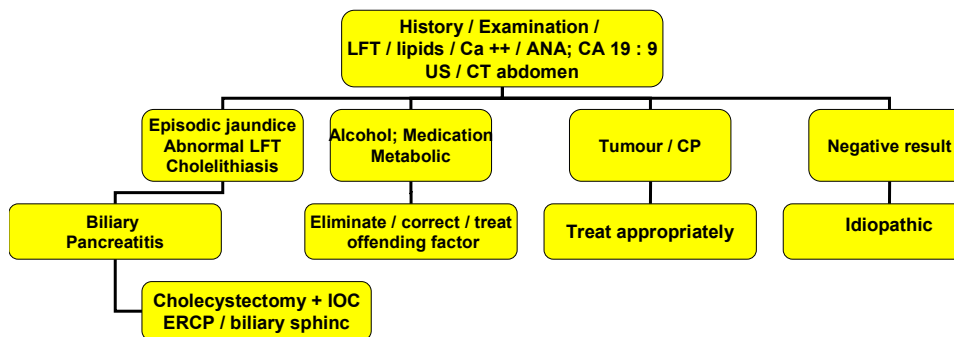 History / Examination /
LFT / lipids / Ca ++ / ANA; CA 19 : 9
US / CT abdomen
Episodic jaundice
Abnormal LFT
Cholelithiasis
Alcohol; Medication
Metabolic
Tumour / CP
Negative result
Biliary
Pancreatitis
Eliminate / correct / treat
offending factor
Treat appropriately
Idiopathic
Cholecystectomy + IOC
ERCP / biliary sphinc